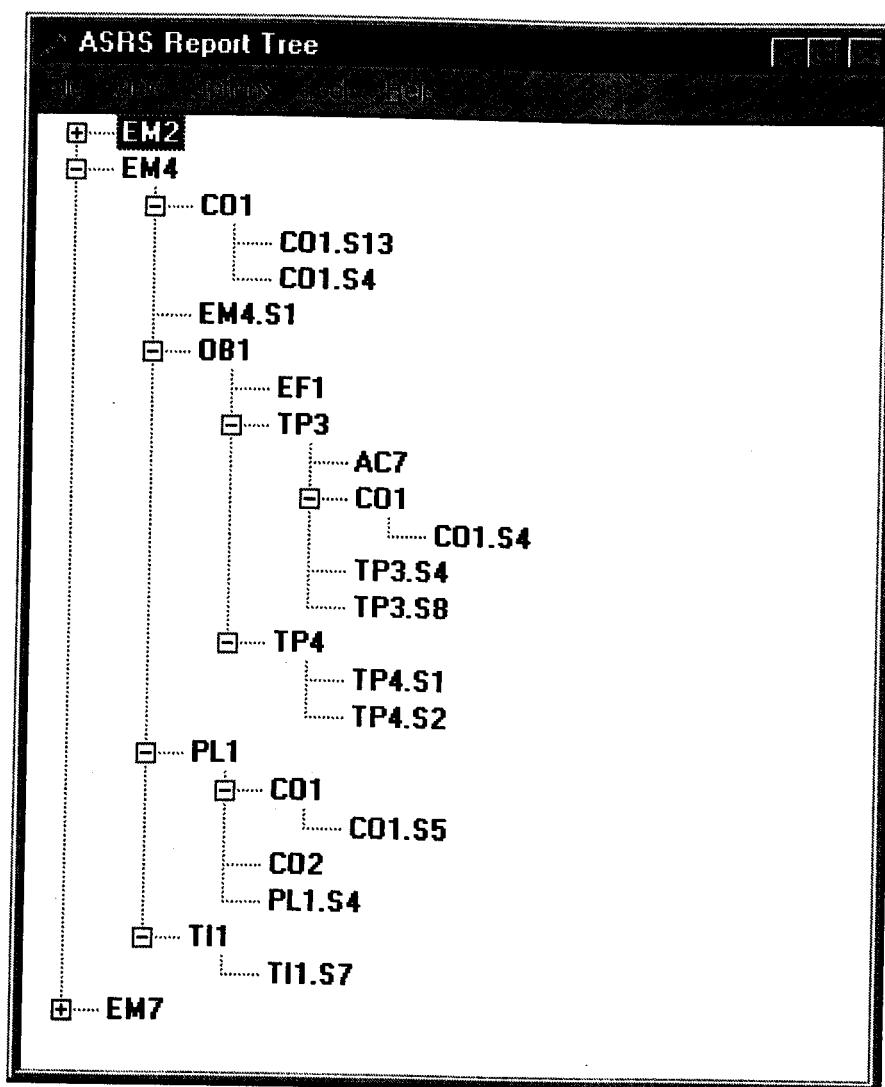 ASRS Report Tree
EM2
EM4
CO1
CO1.S13
CO1.S4
EM4.S1
OB1
EF1
TP3
AC7
CO1
CO1.S4
TP3.S4
TP3.S8
TP4
TP4.S1
TP4.S2
PL1
CO1
CO1.S5
CO2
PL1.S4
TI1
TI1.S7
EM7